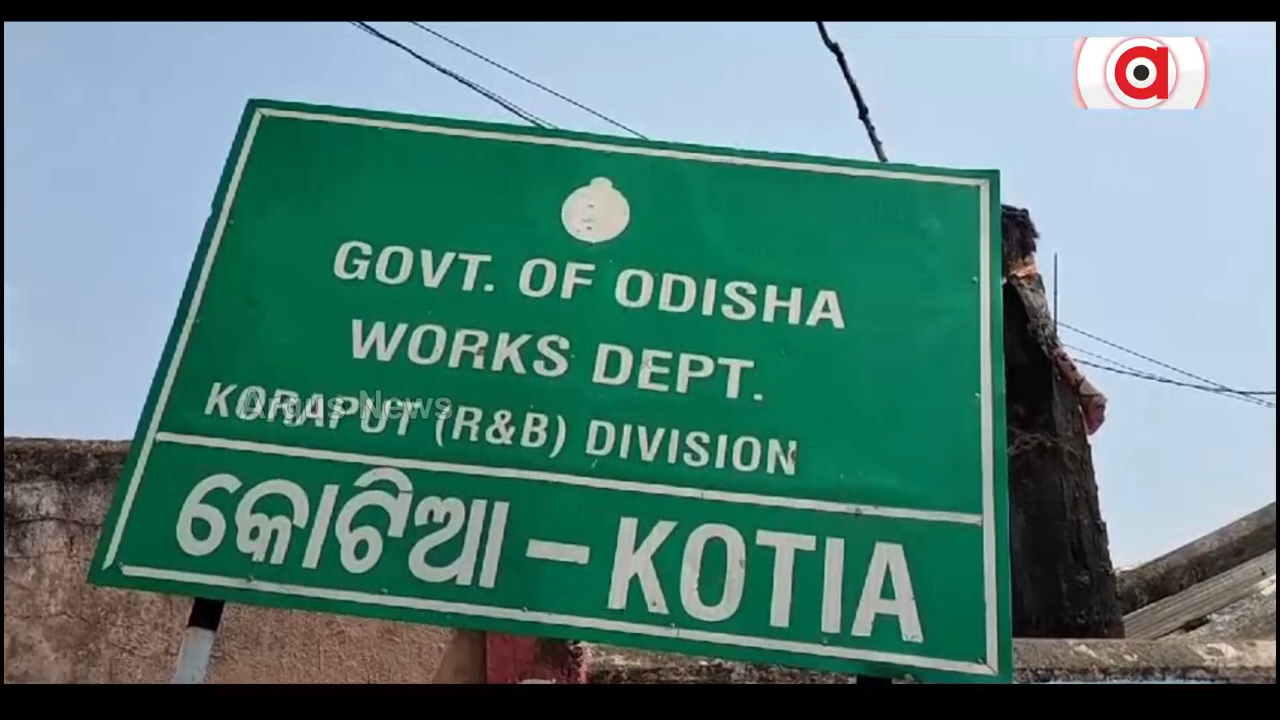 a
GOVT. OF ODISHA
WORKS DEPT.
KORAPUT (R&B) DIVISION
Argus News
କୋଟିଆ – KOTIA